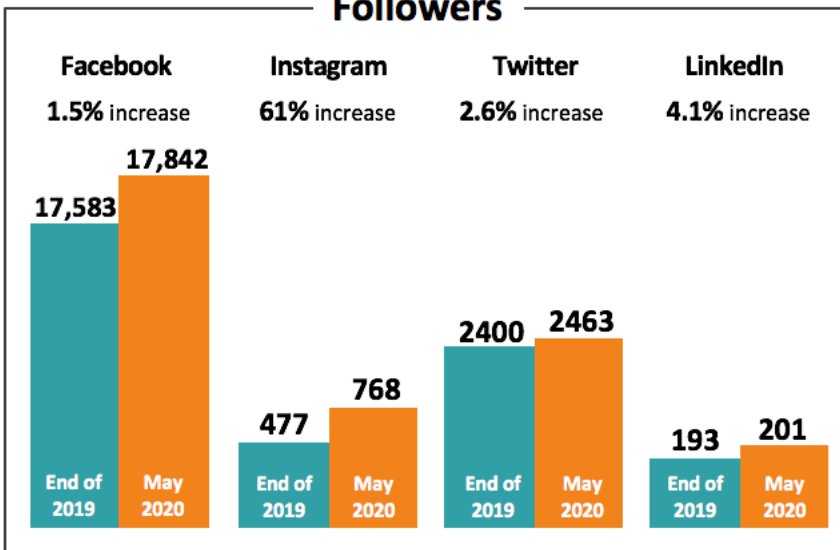 Followers
Facebook
1.5% increase
17,583
17,842
End of
2019
May
2020
Instagram
61% increase
477
768
End of
2019
May
2020
Twitter
2.6% increase
2400
2463
End of
2019
May
2020
LinkedIn
4.1% increase
193
201
End of
2019
May
2020